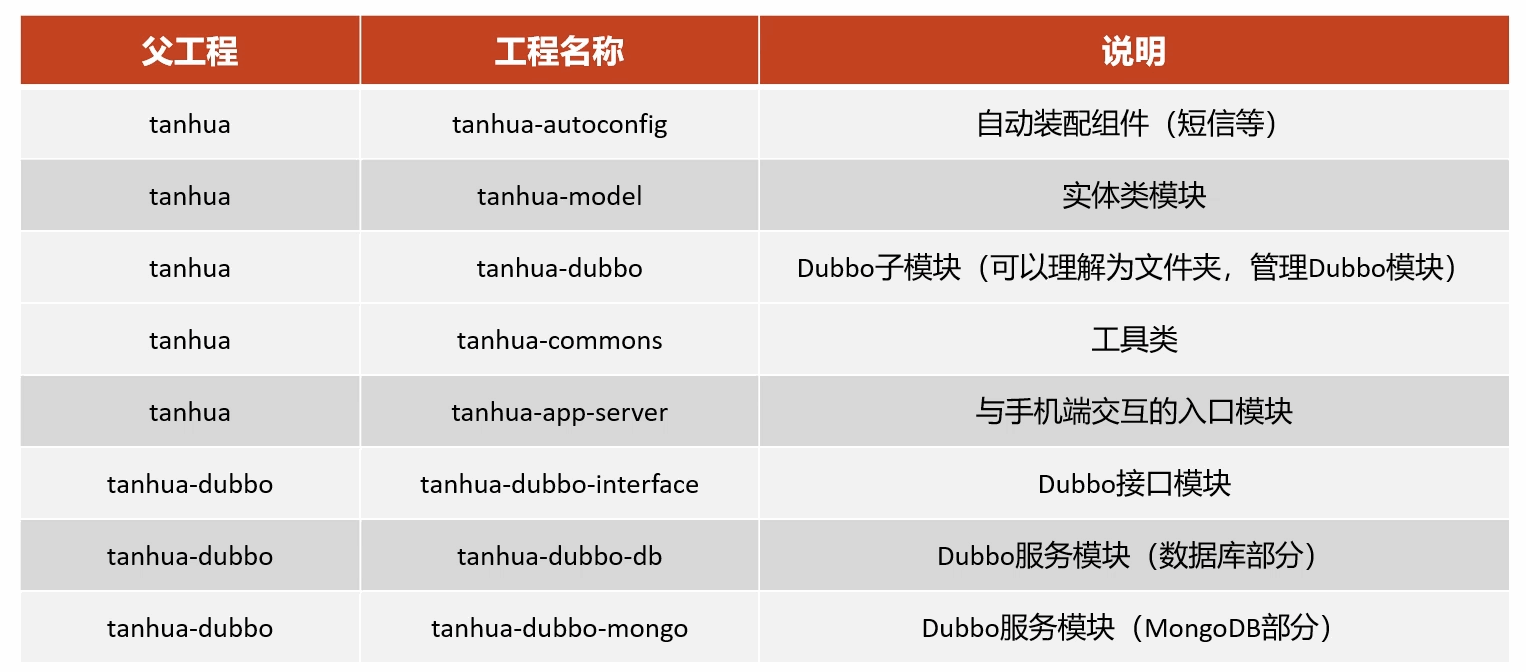 父工程 工程名称 说明
tanhua tanhua-autoconfig 自动装配组件（短信等）
tanhua tanhua-model 实体类模块
tanhua tanhua-dubbo Dubbo子模块（可以理解为文件夹，管理Dubbo模块）
tanhua tanhua-commons 工具类
tanhua tanhua-app-server 与手机端交互的入口模块
tanhua-dubbo tanhua-dubbo-interface Dubbo接口模块
tanhua-dubbo tanhua-dubbo-db Dubbo服务模块（数据库部分）
tanhua-dubbo tanhua-dubbo-mongo Dubbo服务模块（MongoDB部分）